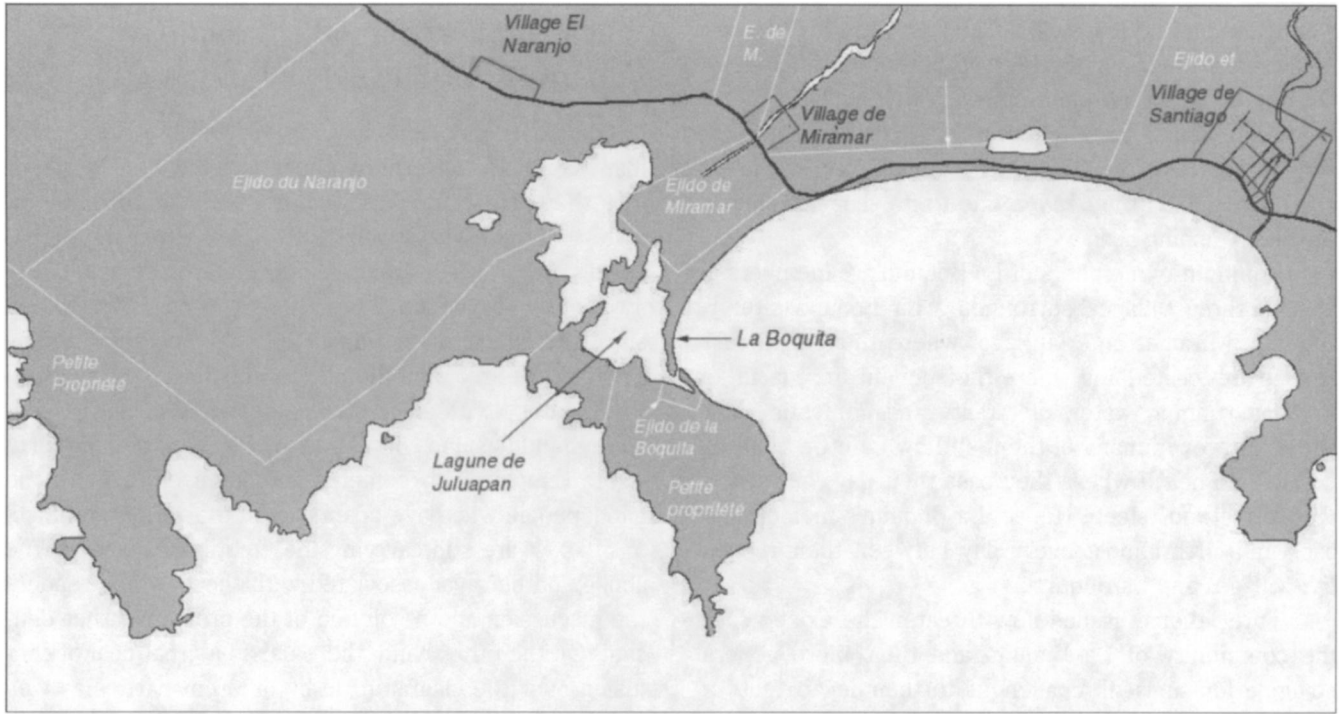 Village El
Naranjo
E. de
M.
Ejido et
Village de
Santiago
Village de
Miramar
Ejido du Naranjo
Ejido de
Miramar
La Boquita
Petite
Propriété
Ejido de la
Boquita
Lagune de
Juluapan
Petite
propriété